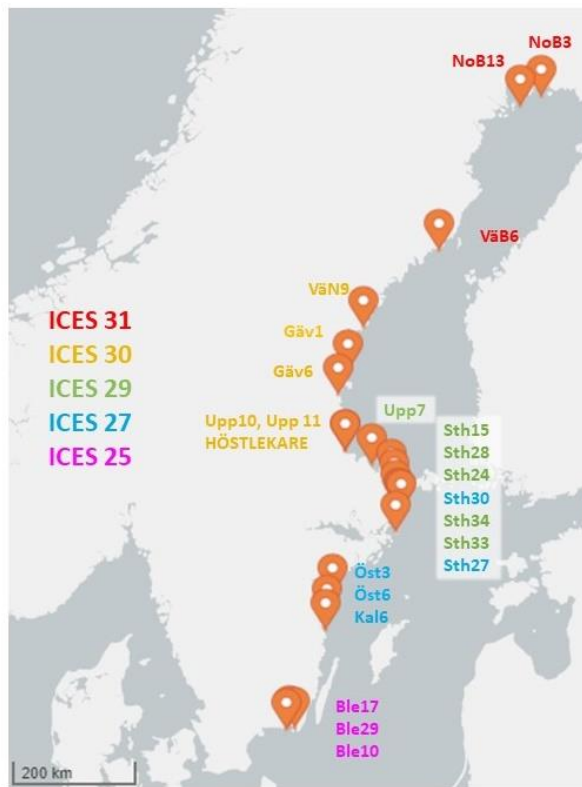 NoB3
NoB13
VäB6
VäN9
ICES 31
Gäv1
ICES 30
Gäv6
ICES 29
ICES 27
ICES 25
Upp7
Upp10, Upp 11
HÖSTLEKARE
Sth15
Sth28
Sth24
Sth30
Sth34
Sth33
Sth27
Öst3
Öst6
Kal6
Ble17
Ble29
Ble10
200 km